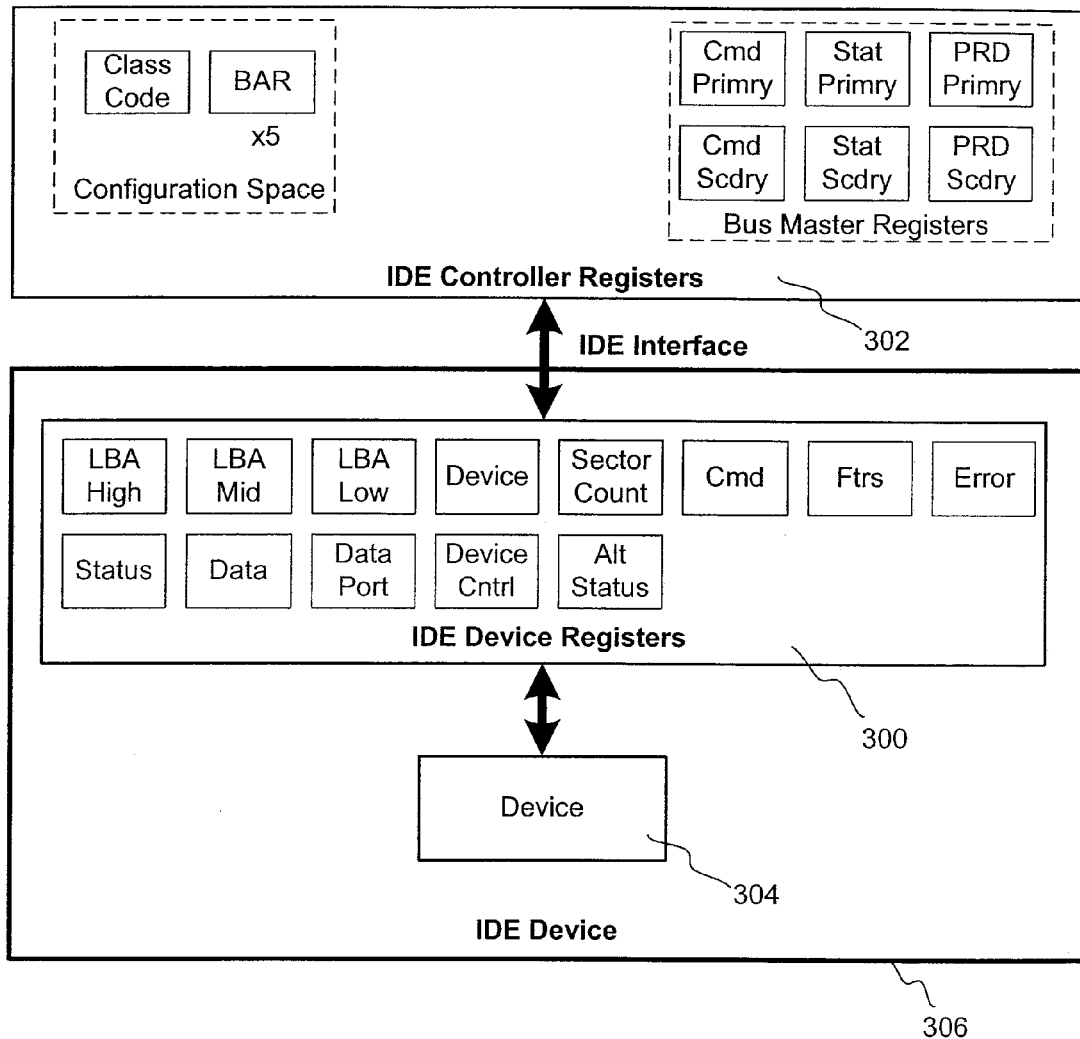 Class
Code
BAR
x5
Configuration Space
Cmd
Primry
Stat
Primry
PRD
Primry
Cmd
Scdry
Stat
Scdry
PRD
Scdry
Bus Master Registers
IDE Controller Registers
302
IDE Interface
LBA
High
LBA
Mid
LBA
Low
Device
Sector
Count
Cmd
Ftrs
Error
Status
Data
Data
Port
Device
Cntrl
Alt
Status
IDE Device Registers
300
Device
304
IDE Device
306